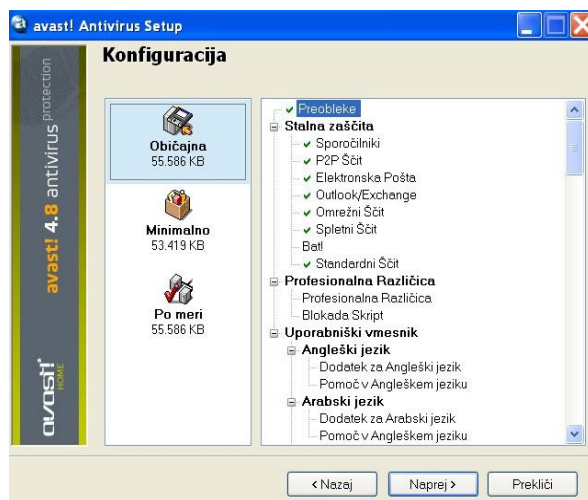 avast! Antivirus Setup
Konfiguracija
avast! 4.8 antivirus protection
avast!
HOME
Običajna
55.586 KB
Minimalno
53.419 KB
Po meri
55.586 KB
Preobleke
Stalna zaščita
Sporočilniki
P2P Ščit
Elektronska Pošta
Outlook/Exchange
Omrežni Ščit
Spletni Ščit
Bat!
Standardni Ščit
Profesionalna Različica
Profesionalna Različica
Blokada Skript
Uporabniški vmesnik
Angleški jezik
Dodatek za Angleški jezik
Pomoč v Angleškem jeziku
Arabski jezik
Dodatek za Arabski jezik
Pomoč v Angleškem jeziku
< Nazaj
Naprej >
Prekliči